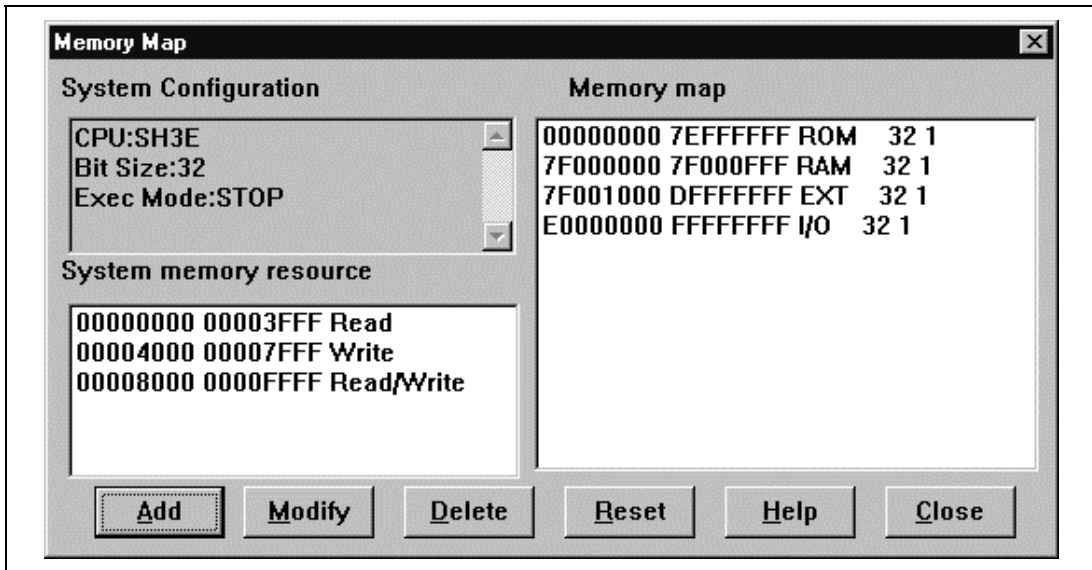 Memory Map
System Configuration
CPU:SH3E
Bit Size:32
Exec Mode:STOP
System memory resource
00000000 00003FFF Read
00004000 00007FFF Write
00008000 0000FFFF Read/Write
Memory map
00000000 7EFFFFFF ROM 32 1
7F000000 7F000FFF RAM 32 1
7F001000 DFFFFFFF EXT 32 1
E0000000 FFFFFFFF I/O 32 1
Add
Modify
Delete
Reset
Help
Close